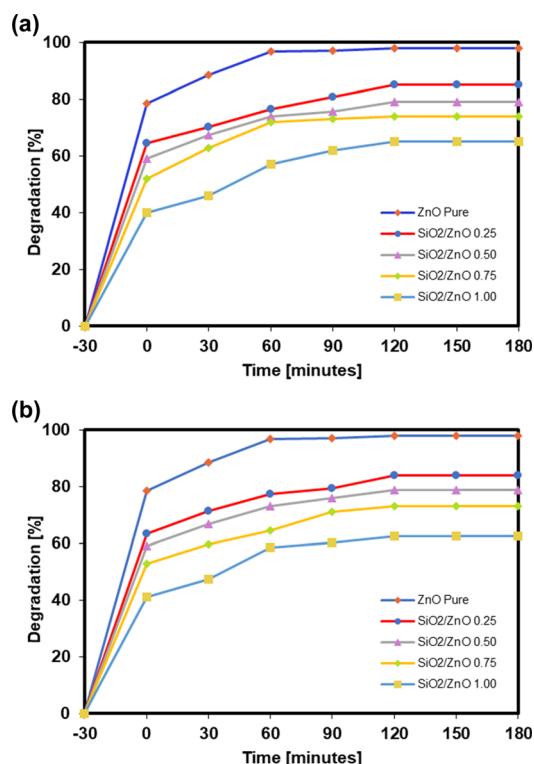 (a)
100
80
60
40
20
0
Degradation [%]
ZnO Pure
SiO2/ZnO 0.25
SiO2/ZnO 0.50
SiO2/ZnO 0.75
SiO2/ZnO 1.00
-30 0 30 60 90 120 150 180
Time [minutes]
(b)
100
80
60
40
20
0
Degradation [%]
ZnO Pure
SiO2/ZnO 0.25
SiO2/ZnO 0.50
SiO2/ZnO 0.75
SiO2/ZnO 1.00
-30 0 30 60 90 120 150 180
Time [minutes]